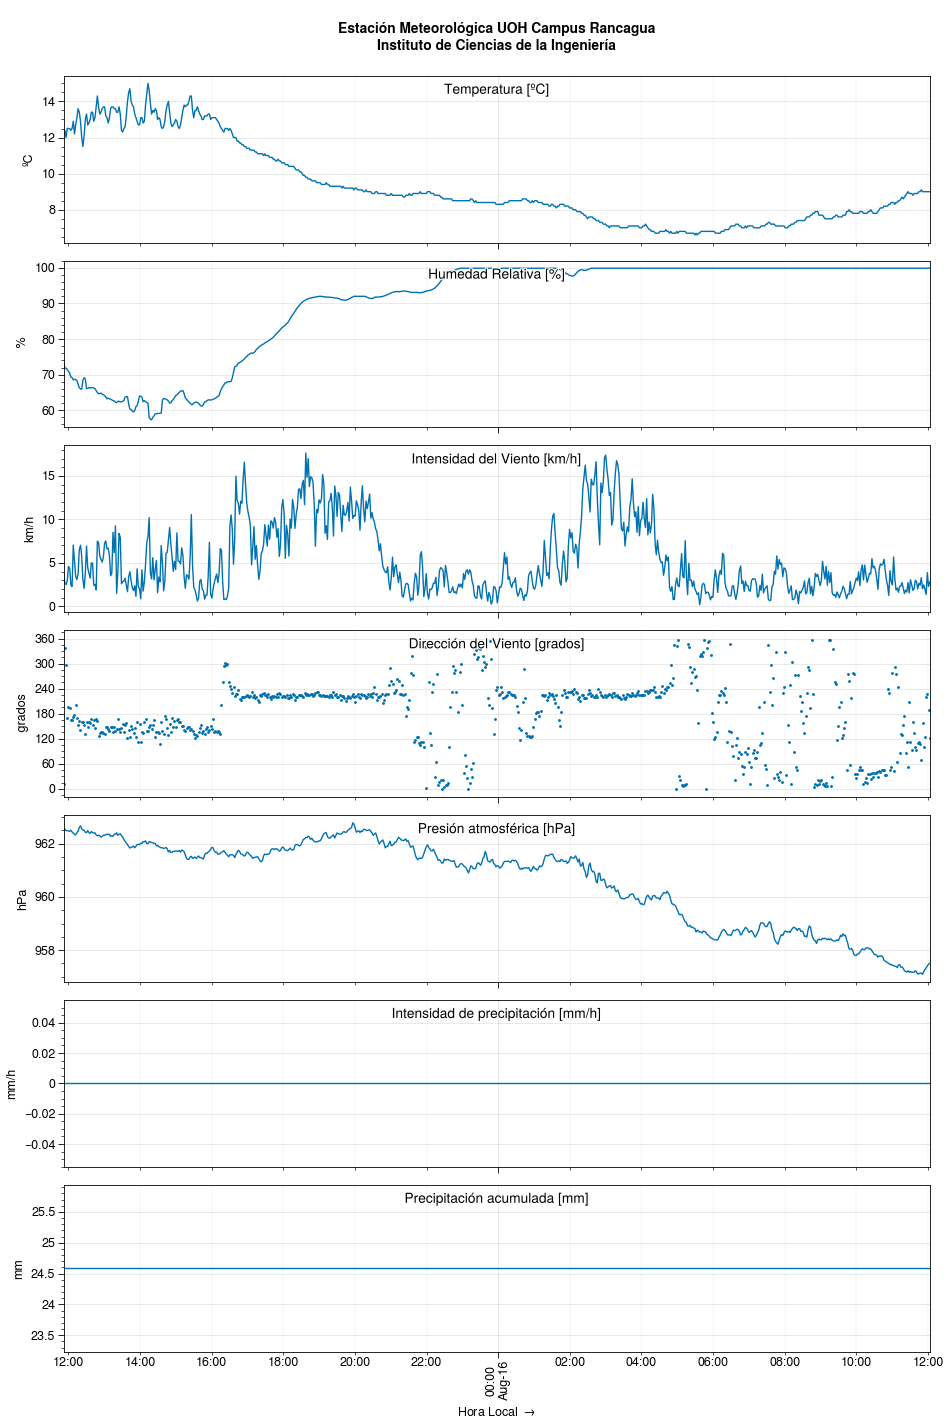 Estación Meteorológica UOH Campus Rancagua
Instituto de Ciencias de la Ingeniería
Temperatura [ºC]
14
12
10
8
ºC
Humedad Relativa [%]
100
90
80
70
60
%
Intensidad del Viento [km/h]
15
10
5
0
km/h
Dirección del Viento [grados]
360
300
240
180
120
60
0
grados
Presión atmosférica [hPa]
962
960
958
hPa
Intensidad de precipitación [mm/h]
0.04
0.02
0
−0.02
−0.04
mm/h
Precipitación acumulada [mm]
25.5
25
24.5
24
23.5
mm
12:00 14:00 16:00 18:00 20:00 22:00 00:00 02:00 04:00 06:00 08:00 10:00 12:00
Aug-16
Hora Local →